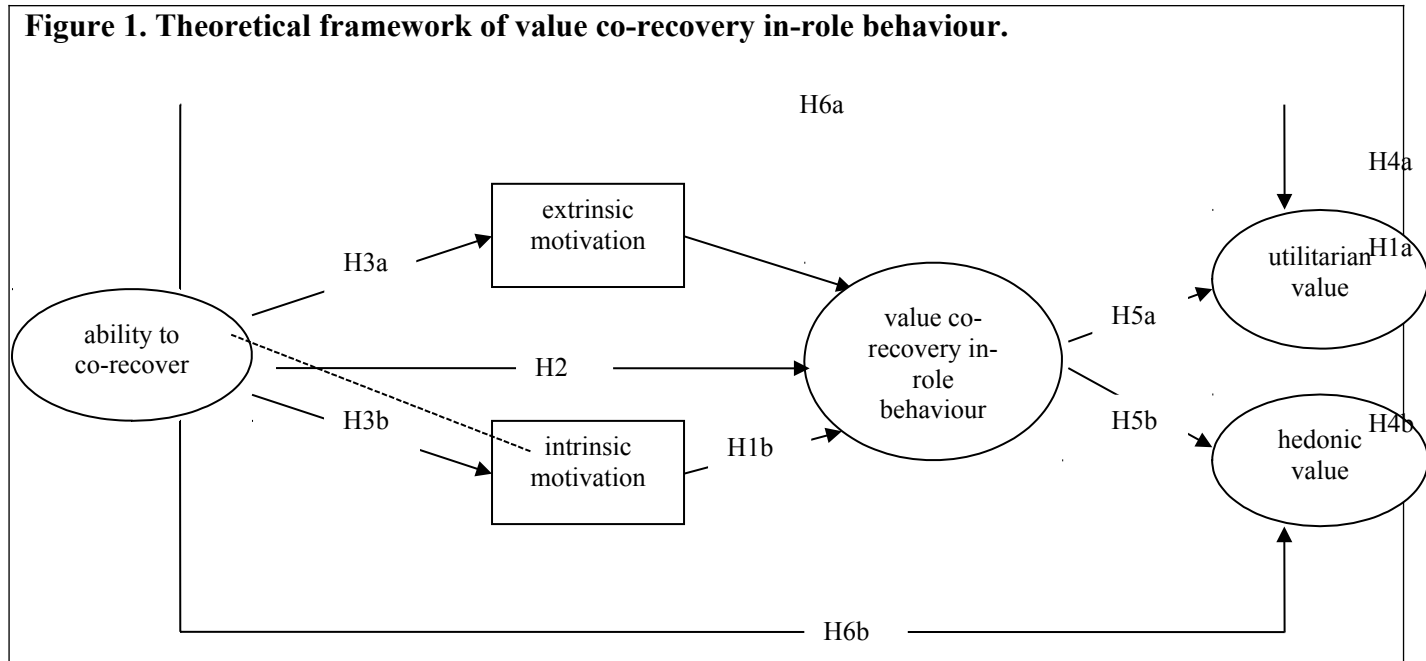 Figure 1. Theoretical framework of value co-recovery in-role behaviour.
H6a
H4a
extrinsic
motivation
H3a
utilitarian
value
H1a
H5a
ability to
co-recover
value co-
recovery in-
role
behaviour
H2
H3b
intrinsic
motivation
H1b
H5b
hedonic
value
H4b
H6b